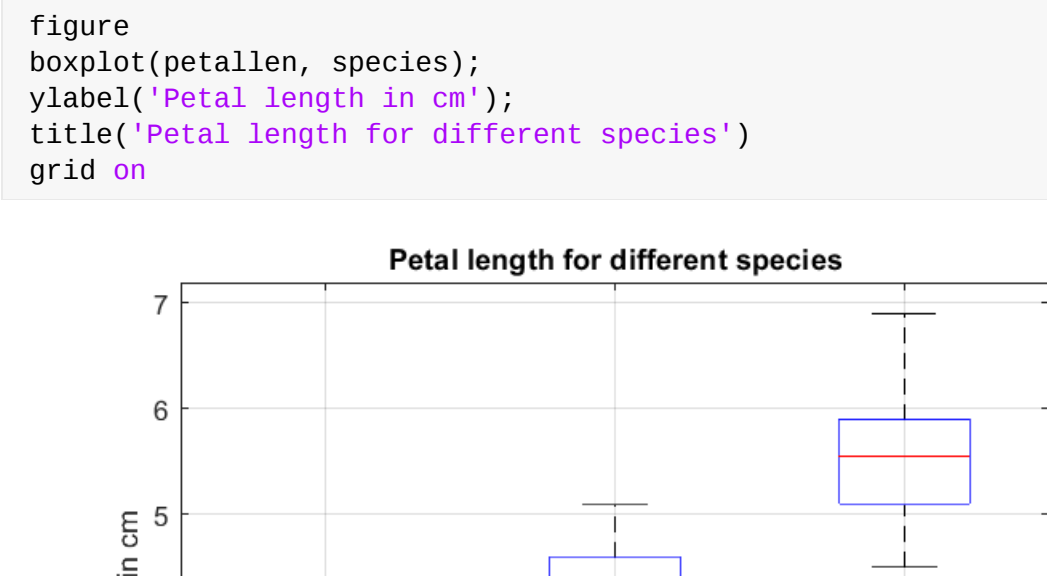 figure
boxplot(petallen, species);
ylabel('Petal length in cm');
title('Petal length for different species')
grid on
Petal length for different species
7
6
5
in cm